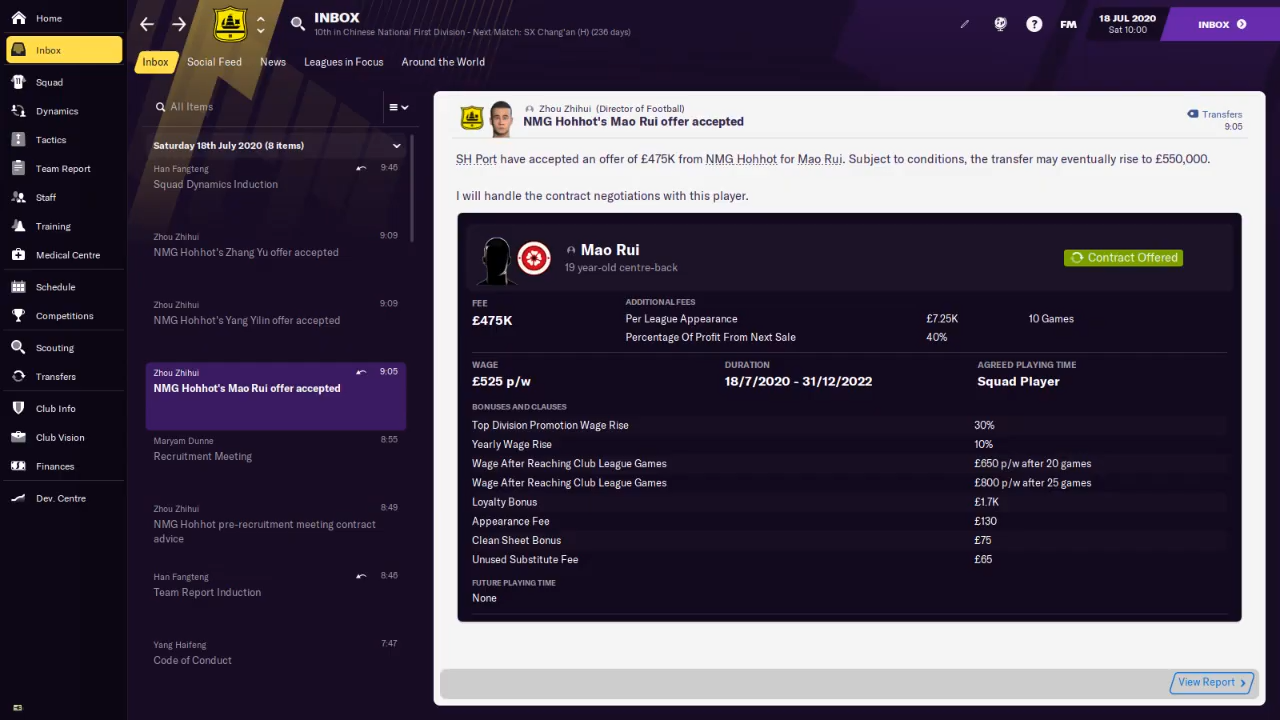 Home
Inbox
Squad
Dynamics
Tactics
Team Report
Staff
Training
Medical Centre
Schedule
Competitions
Scouting
Transfers
Club Info
Club Vision
Finances
Dev. Centre
INBOX
10th in Chinese National First Division - Next Match: SX Chang'an (H) (236 days)
?
FM
18 JUL 2020
Sat 10:00
INBOX
Inbox
Social Feed
News
Leagues in Focus
Around the World
All Items
Saturday 18th July 2020 (8 items)
Han Fangteng 9:46
Squad Dynamics Induction
Zhou Zhihui 9:09
NMG Hohhot's Zhang Yu offer accepted
Zhou Zhihui 9:09
NMG Hohhot's Yang Yilin offer accepted
Zhou Zhihui 9:05
NMG Hohhot's Mao Rui offer accepted
Maryam Dunne 8:55
Recruitment Meeting
Zhou Zhihui 8:49
NMG Hohhot pre-recruitment meeting contract
advice
Han Fangteng 8:46
Team Report Induction
Yang Haifeng 7:47
Code of Conduct
Zhou Zhihui (Director of Football)
NMG Hohhot's Mao Rui offer accepted
Transfers
9:05
SH Port have accepted an offer of £475K from NMG Hohhot for Mao Rui. Subject to conditions, the transfer may eventually rise to £550,000.
I will handle the contract negotiations with this player.
Mao Rui
19 year-old centre-back
Contract Offered
FEE
£475K
ADDITIONAL FEES
Per League Appearance £7.25K 10 Games
Percentage Of Profit From Next Sale 40%
WAGE
£525 p/w
DURATION
18/7/2020 - 31/12/2022
AGREED PLAYING TIME
Squad Player
BONUSES AND CLAUSES
Top Division Promotion Wage Rise 30%
Yearly Wage Rise 10%
Wage After Reaching Club League Games £650 p/w after 20 games
Wage After Reaching Club League Games £800 p/w after 25 games
Loyalty Bonus £1.7K
Appearance Fee £130
Clean Sheet Bonus £75
Unused Substitute Fee £65
FUTURE PLAYING TIME
None
View Report